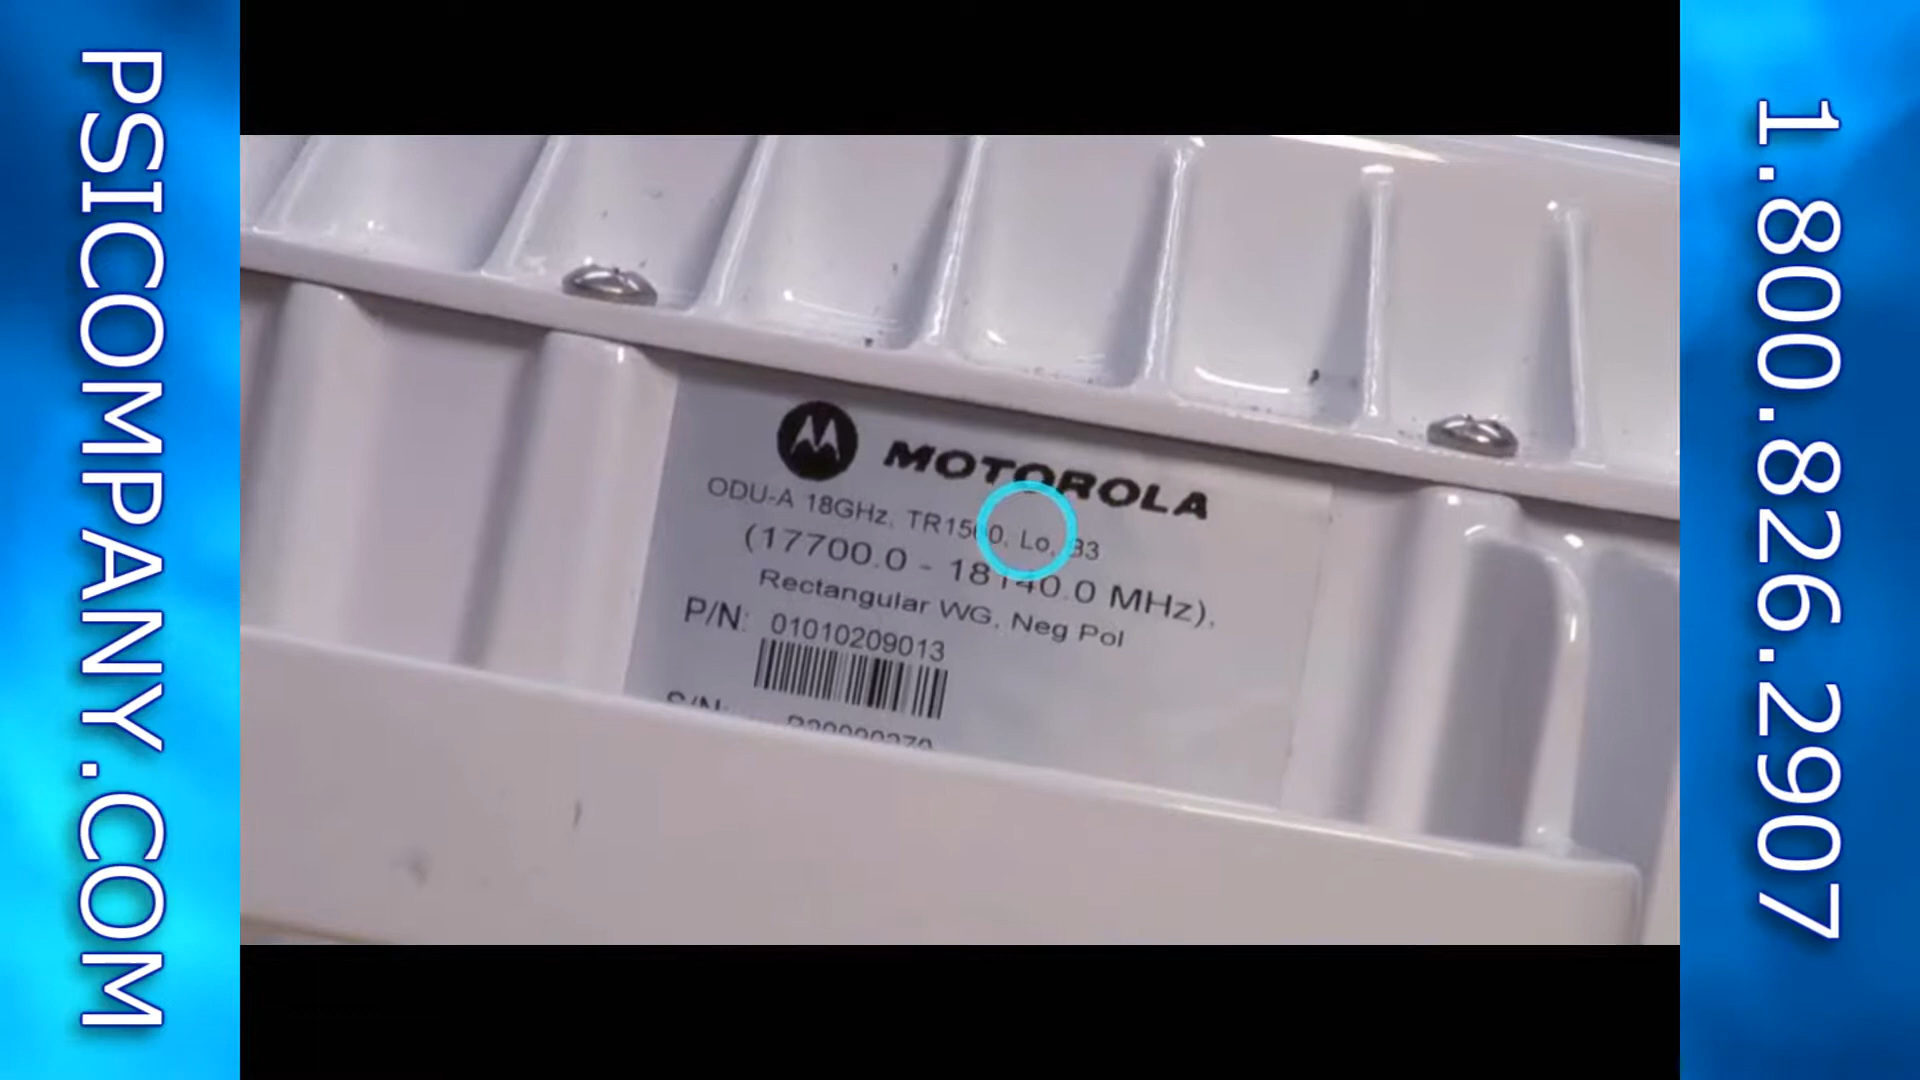 PSICOMPANY.COM
MOTOROLA
ODU-A 18GHz, TR1560, Lo, B3
(17700.0 - 18140.0 MHz),
Rectangular WG, Neg Pol
P/N: 01010209013
S/N:
1.800.826.2907